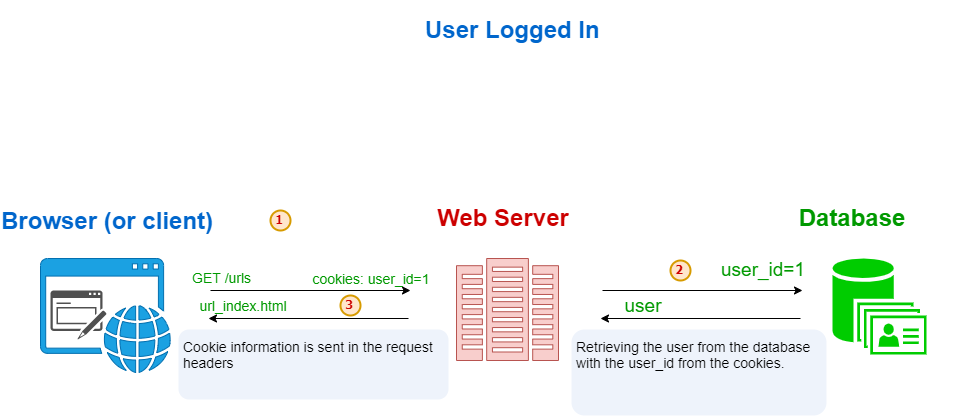 User Logged In
Browser (or client)
1
Web Server
Database
GET /urls
cookies: user_id=1
2
user_id=1
url_index.html
3
user
Cookie information is sent in the request
headers
Retrieving the user from the database
with the user_id from the cookies.